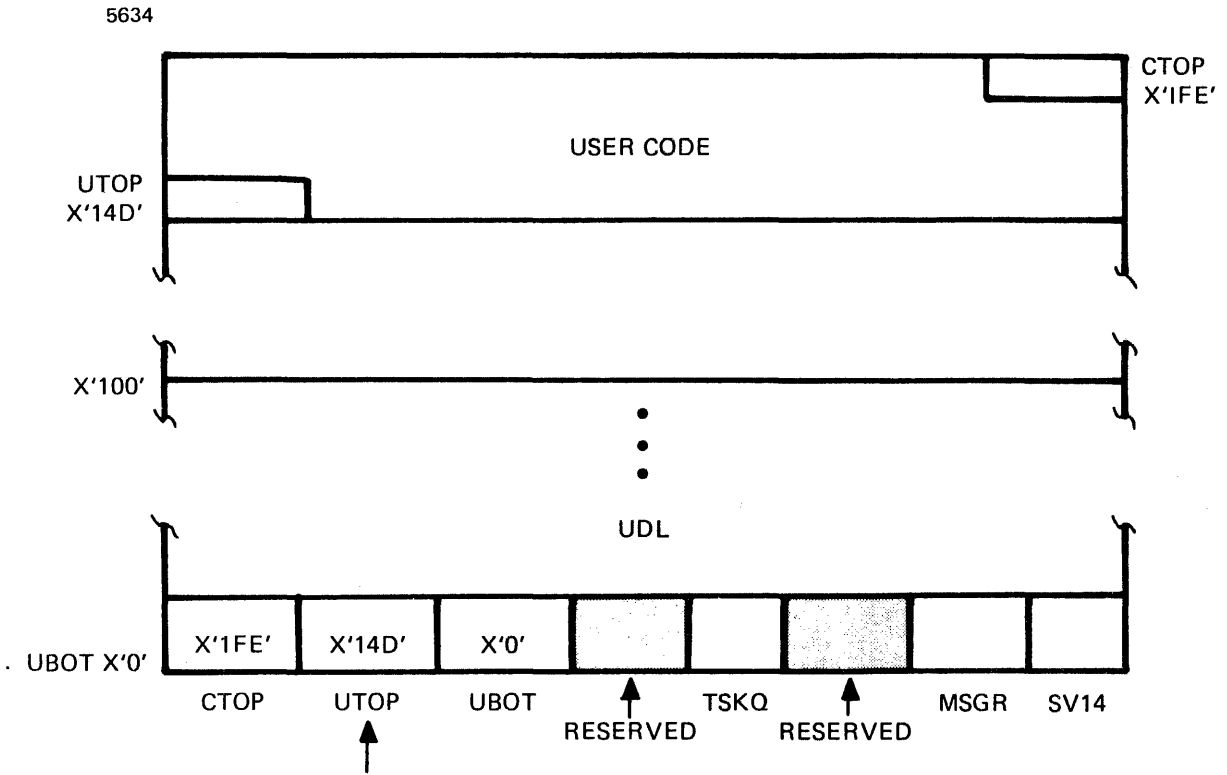 5634
CTOP
X'IFE'
USER CODE
UTOP
X'14D'
X'100'
UDL
UBOT X'0'
X'1FE' X'14D' X'0'
CTOP UTOP UBOT RESERVED TSKQ RESERVED MSGR SV14